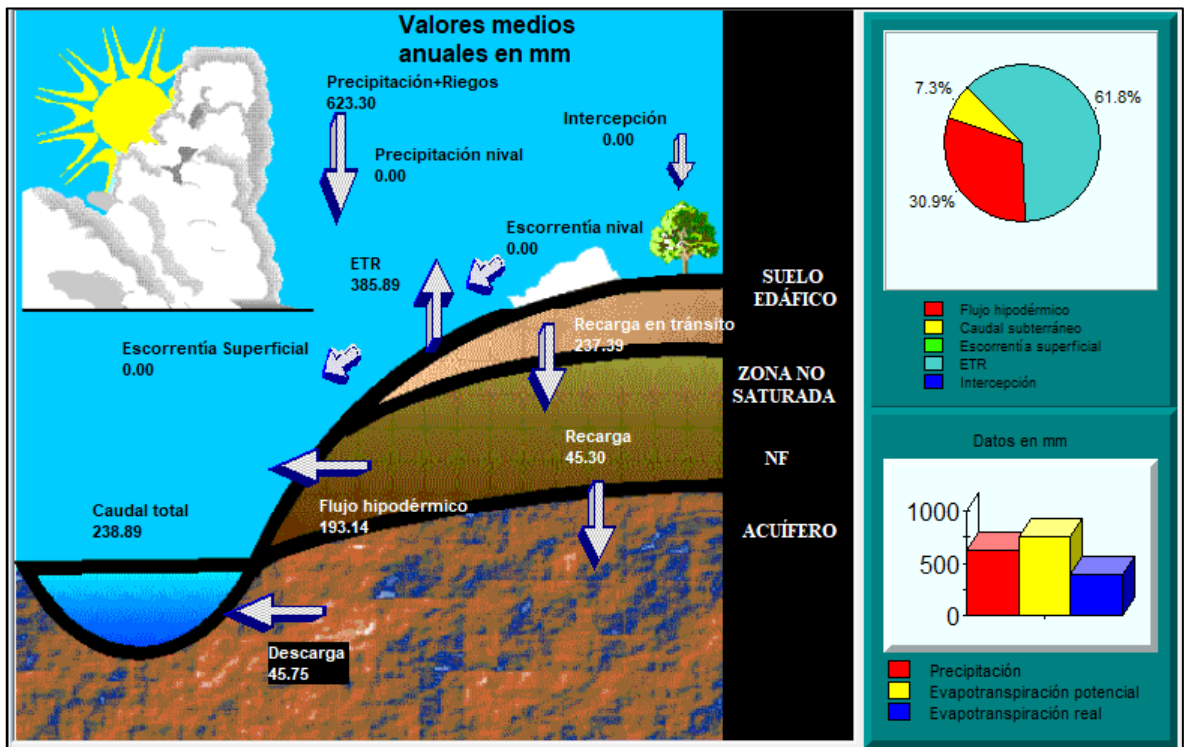 Valores medios
anuales en mm
Precipitación+Riegos
623.30
Intercepción
0.00
Precipitación nival
0.00
Escorrentía nival
0.00
ETR
385.89
Recarga en tránsito
237.39
Escorrentía Superficial
0.00
Recarga
45.30
Caudal total
238.89
Flujo hipodérmico
193.14
Descarga
45.75
SUELO
EDÁFICO
ZONA NO
SATURADA
NF
ACUÍFERO
7.3%
61.8%
30.9%
Flujo hipodérmico
Caudal subterráneo
Escorrentía superficial
ETR
Intercepción
Datos en mm
1000
500
0
Precipitación
Evapotranspiración potencial
Evapotranspiración real